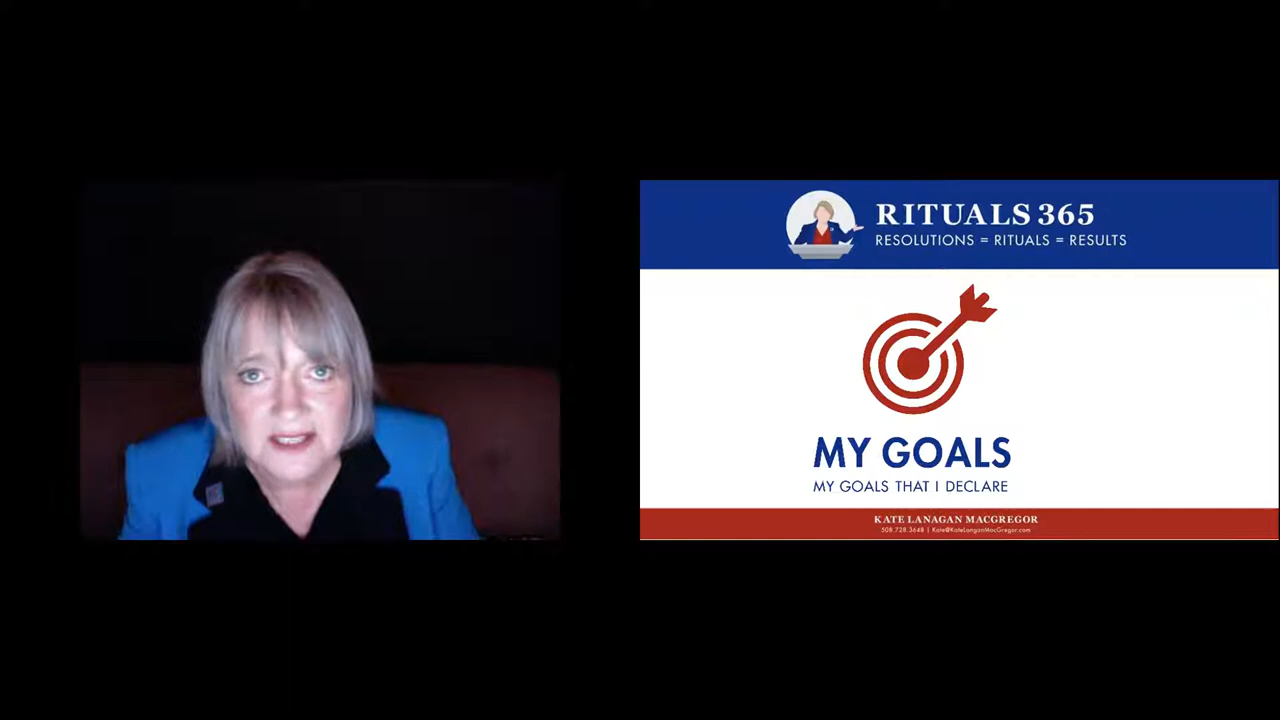 RITUALS 365
RESOLUTIONS = RITUALS = RESULTS
MY GOALS
MY GOALS THAT I DECLARE
KATE LANAGAN MACGREGOR
508.728.3648 | Kate@KateLanganMacGregor.com